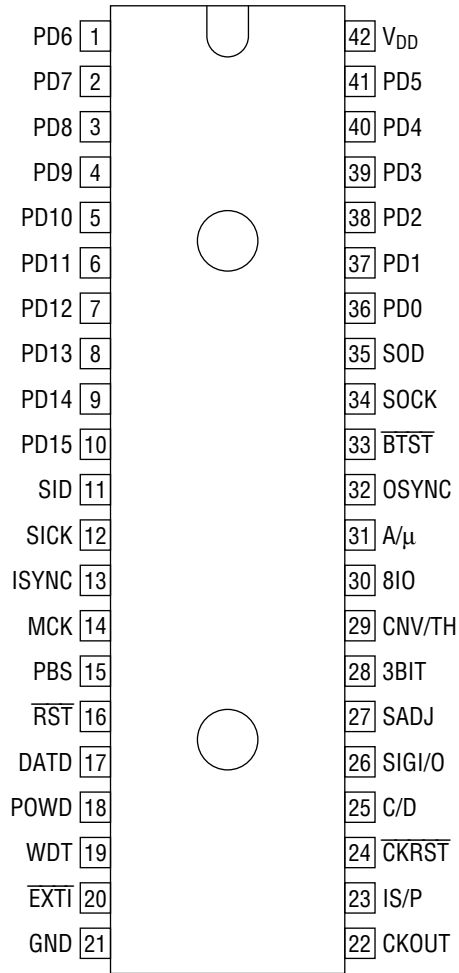 PD6 1 42 VDD
PD7 2 41 PD5
PD8 3 40 PD4
PD9 4 39 PD3
PD10 5 38 PD2
PD11 6 37 PD1
PD12 7 36 PD0
PD13 8 35 SOD
PD14 9 34 SOCK
PD15 10 33 B̅T̅S̅T̅
SID 11 32 OSYNC
SICK 12 31 A/μ
ISYNC 13 30 8IO
MCK 14 29 CNV/TH
PBS 15 28 3BIT
R̅S̅T̅ 16 27 SADJ
DATD 17 26 SIGI/O
POWD 18 25 C/D
WDT 19 24 C̅K̅R̅S̅T̅
E̅X̅T̅I̅ 20 23 IS/P
GND 21 22 CKOUT